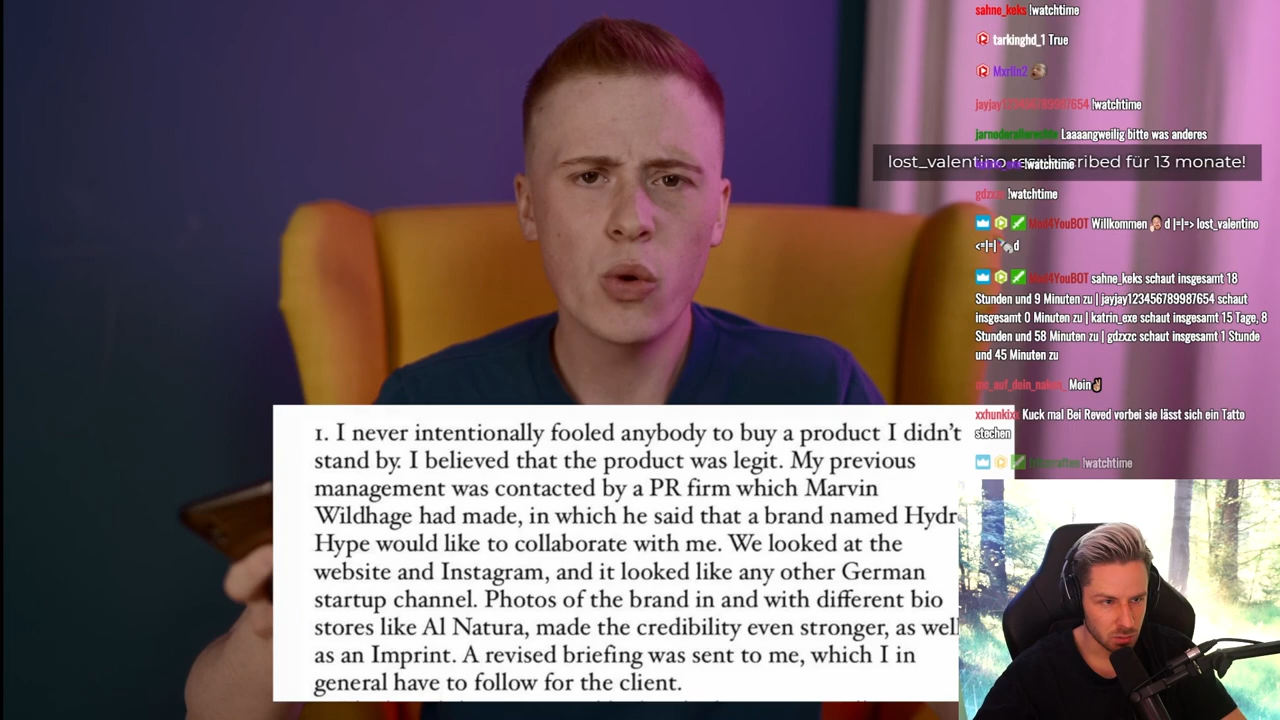 sahne_keks !watchtime
tarkinghd_1 True
Mxrlin2
jayjay123456789987654 !watchtime
Laaaangweilig bitte was anderes
lost_valentino resubscribed für 13 monate!
!watchtime
gdzxzc !watchtime
Mod4YouBOT Willkommen d |=|=> lost_valentino
<=|=| d
Mod4YouBOT sahne_keks schaut insgesamt 18
Stunden und 9 Minuten zu | jayjay123456789987654 schaut
insgesamt 0 Minuten zu | katrin_exe schaut insgesamt 15 Tage, 8
Stunden und 58 Minuten zu | gdzxzc schaut insgesamt 1 Stunde
und 45 Minuten zu
Moin
Kuck mal Bei Reved vorbei sie lässt sich ein Tatto
stechen
!watchtime
1. I never intentionally fooled anybody to buy a product I didn't
stand by. I believed that the product was legit. My previous
management was contacted by a PR firm which Marvin
Wildhage had made, in which he said that a brand named Hydr
Hype would like to collaborate with me. We looked at the
website and Instagram, and it looked like any other German
startup channel. Photos of the brand in and with different bio
stores like Al Natura, made the credibility even stronger, as well
as an Imprint. A revised briefing was sent to me, which I in
general have to follow for the client.